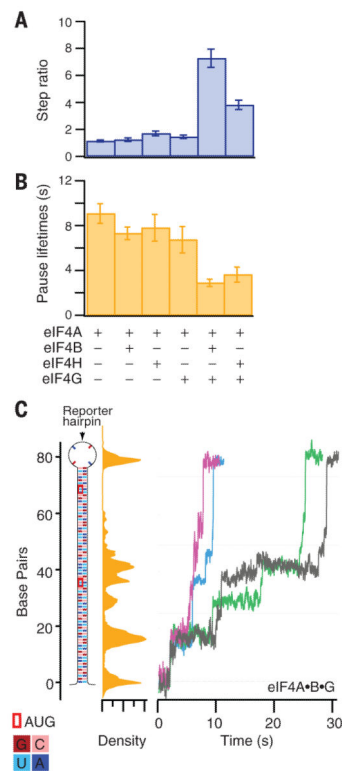 A
Step ratio
10
8
6
4
2
0
B
Pause lifetimes (s)
12
8
4
0
eIF4A + + + + + +
eIF4B – + – – + –
eIF4H – – + – – +
eIF4G – – – + + +
C
Reporter
hairpin
Base Pairs
80
60
40
20
0
eIF4A•B•G
0 10 20 30
Density
Time (s)
AUG
G C
U A